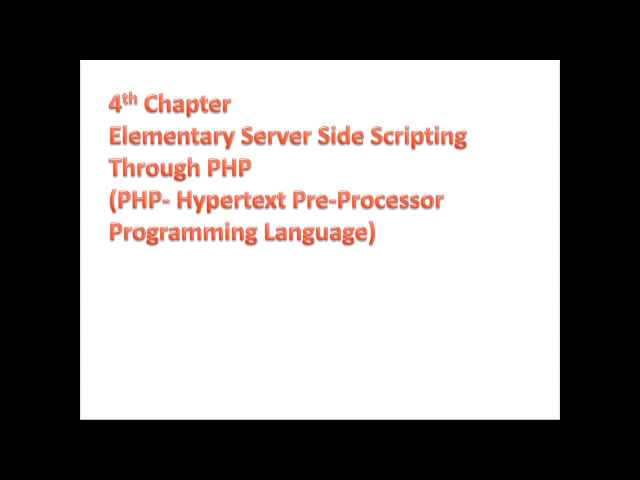 4th Chapter
Elementary Server Side Scripting
Through PHP
(PHP- Hypertext Pre-Processor
Programming Language)